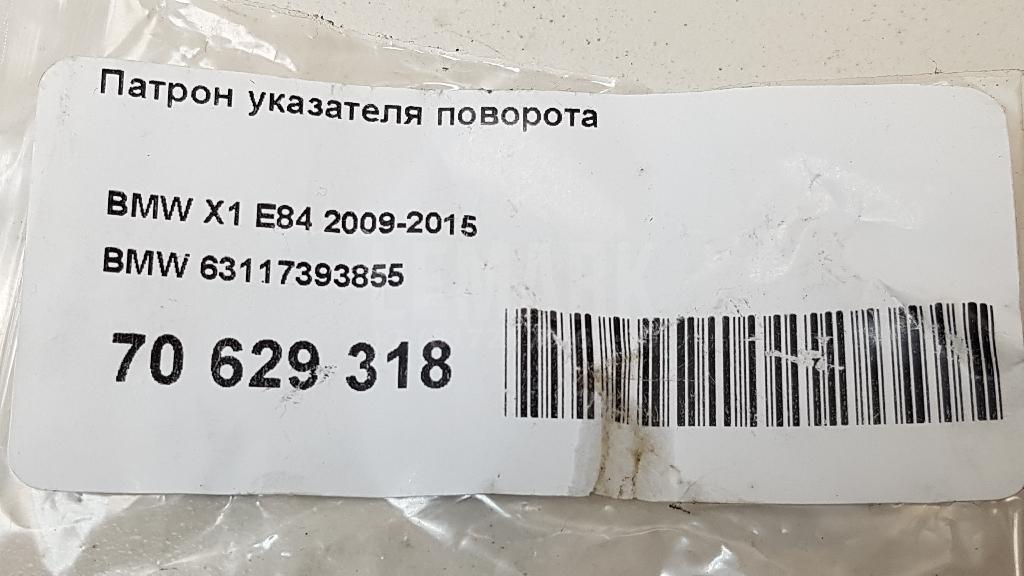 Патрон указателя поворота
BMW X1 E84 2009-2015
BMW 63117393855
70 629 318